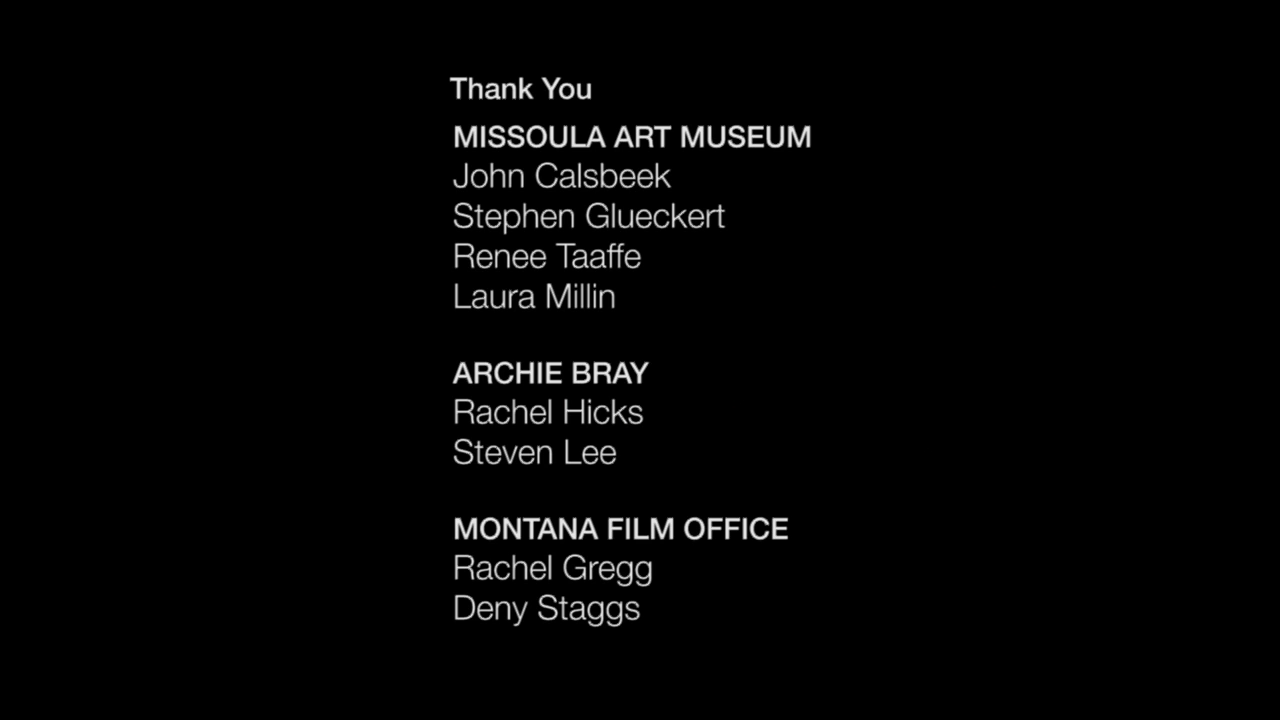 Thank You
MISSOULA ART MUSEUM
John Calsbeek
Stephen Glueckert
Renee Taaffe
Laura Millin
ARCHIE BRAY
Rachel Hicks
Steven Lee
MONTANA FILM OFFICE
Rachel Gregg
Deny Staggs